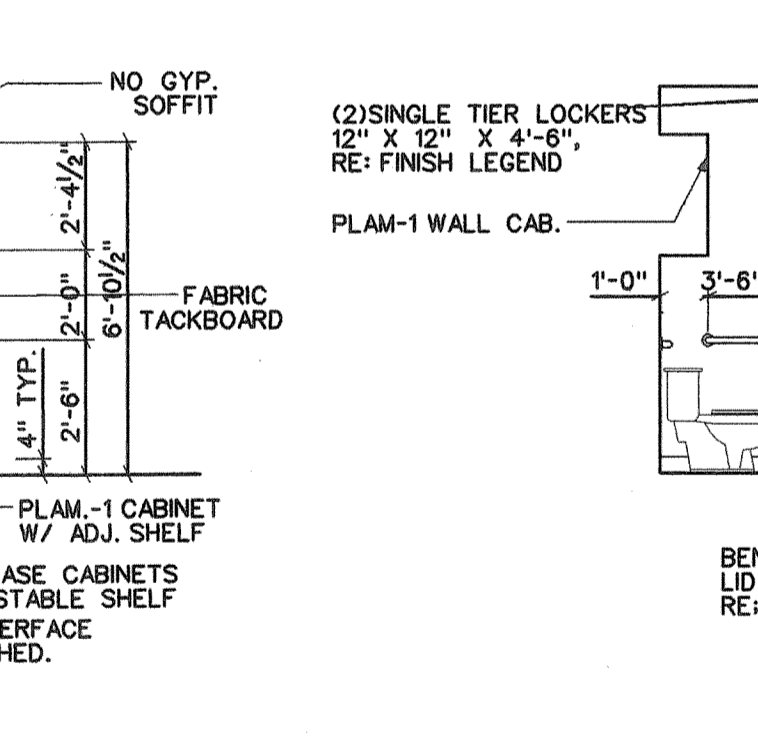 NO GYP.
SOFFIT
2'-4½"
2'-0"
6'-10½"
FABRIC
TACKBOARD
4" TYP.
2'-6"
PLAM.-1 CABINET
W/ ADJ. SHELF
ASE CABINETS
STABLE SHELF
ERFACE
HED.
(2)SINGLE TIER LOCKERS
12" X 12" X 4'-6",
RE: FINISH LEGEND
PLAM-1 WALL CAB.
1'-0"
3'-6"
BEN
LID
RE: